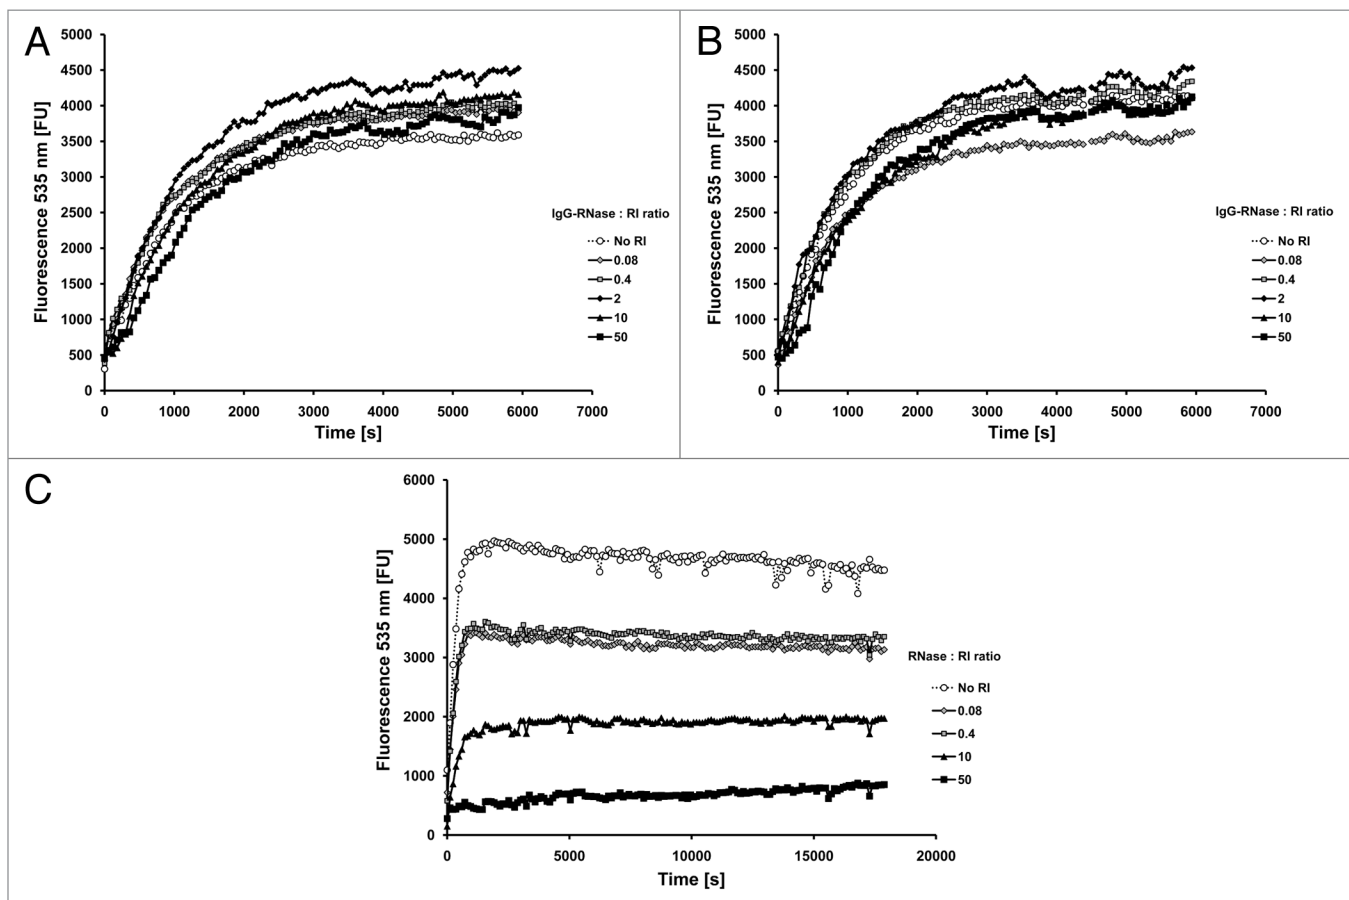 A
Fluorescence 535 nm [FU]
5000
4500
4000
3500
3000
2500
2000
1500
1000
500
0
0 1000 2000 3000 4000 5000 6000 7000
Time [s]
IgG-RNase : RI ratio
No RI
0.08
0.4
2
10
50
B
Fluorescence 535 nm [FU]
5000
4500
4000
3500
3000
2500
2000
1500
1000
500
0
0 1000 2000 3000 4000 5000 6000 7000
Time [s]
IgG-RNase : RI ratio
No RI
0.08
0.4
2
10
50
C
Fluorescence 535 nm [FU]
6000
5000
4000
3000
2000
1000
0
0 5000 10000 15000 20000
Time [s]
RNase : RI ratio
No RI
0.08
0.4
10
50